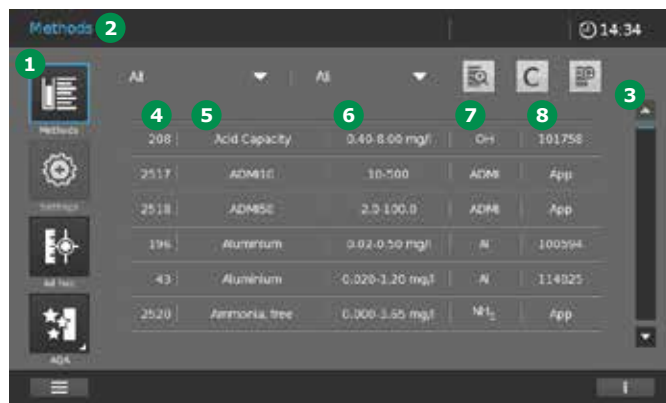 Methods 2
14:34
1
All All
C
3
4 5 6 7 8
Methods
208 Acid Capacity 0.40-8.00 mg/l OH 101758
Settings
2517 ADMI10 10-500 ADMI App
2518 ADMI50 2.0-100.0 ADMI App
196 Aluminium 0.02-0.50 mg/l Al 100594
Ad hoc
43 Aluminium 0.020-1.20 mg/l Al 114825
2520 Ammonia, free 0.000-3.65 mg/l NH₃ App
AQA
i